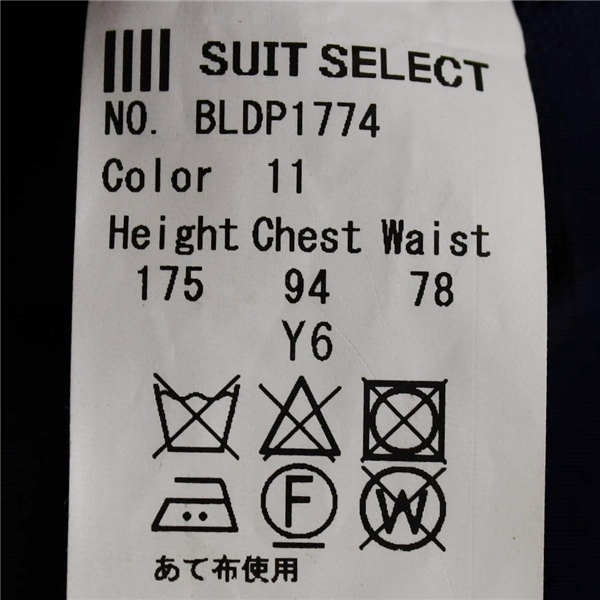 SUIT SELECT
NO. BLDP1774
Color 11
Height Chest Waist
175 94 78
Y6
F W
あて布使用